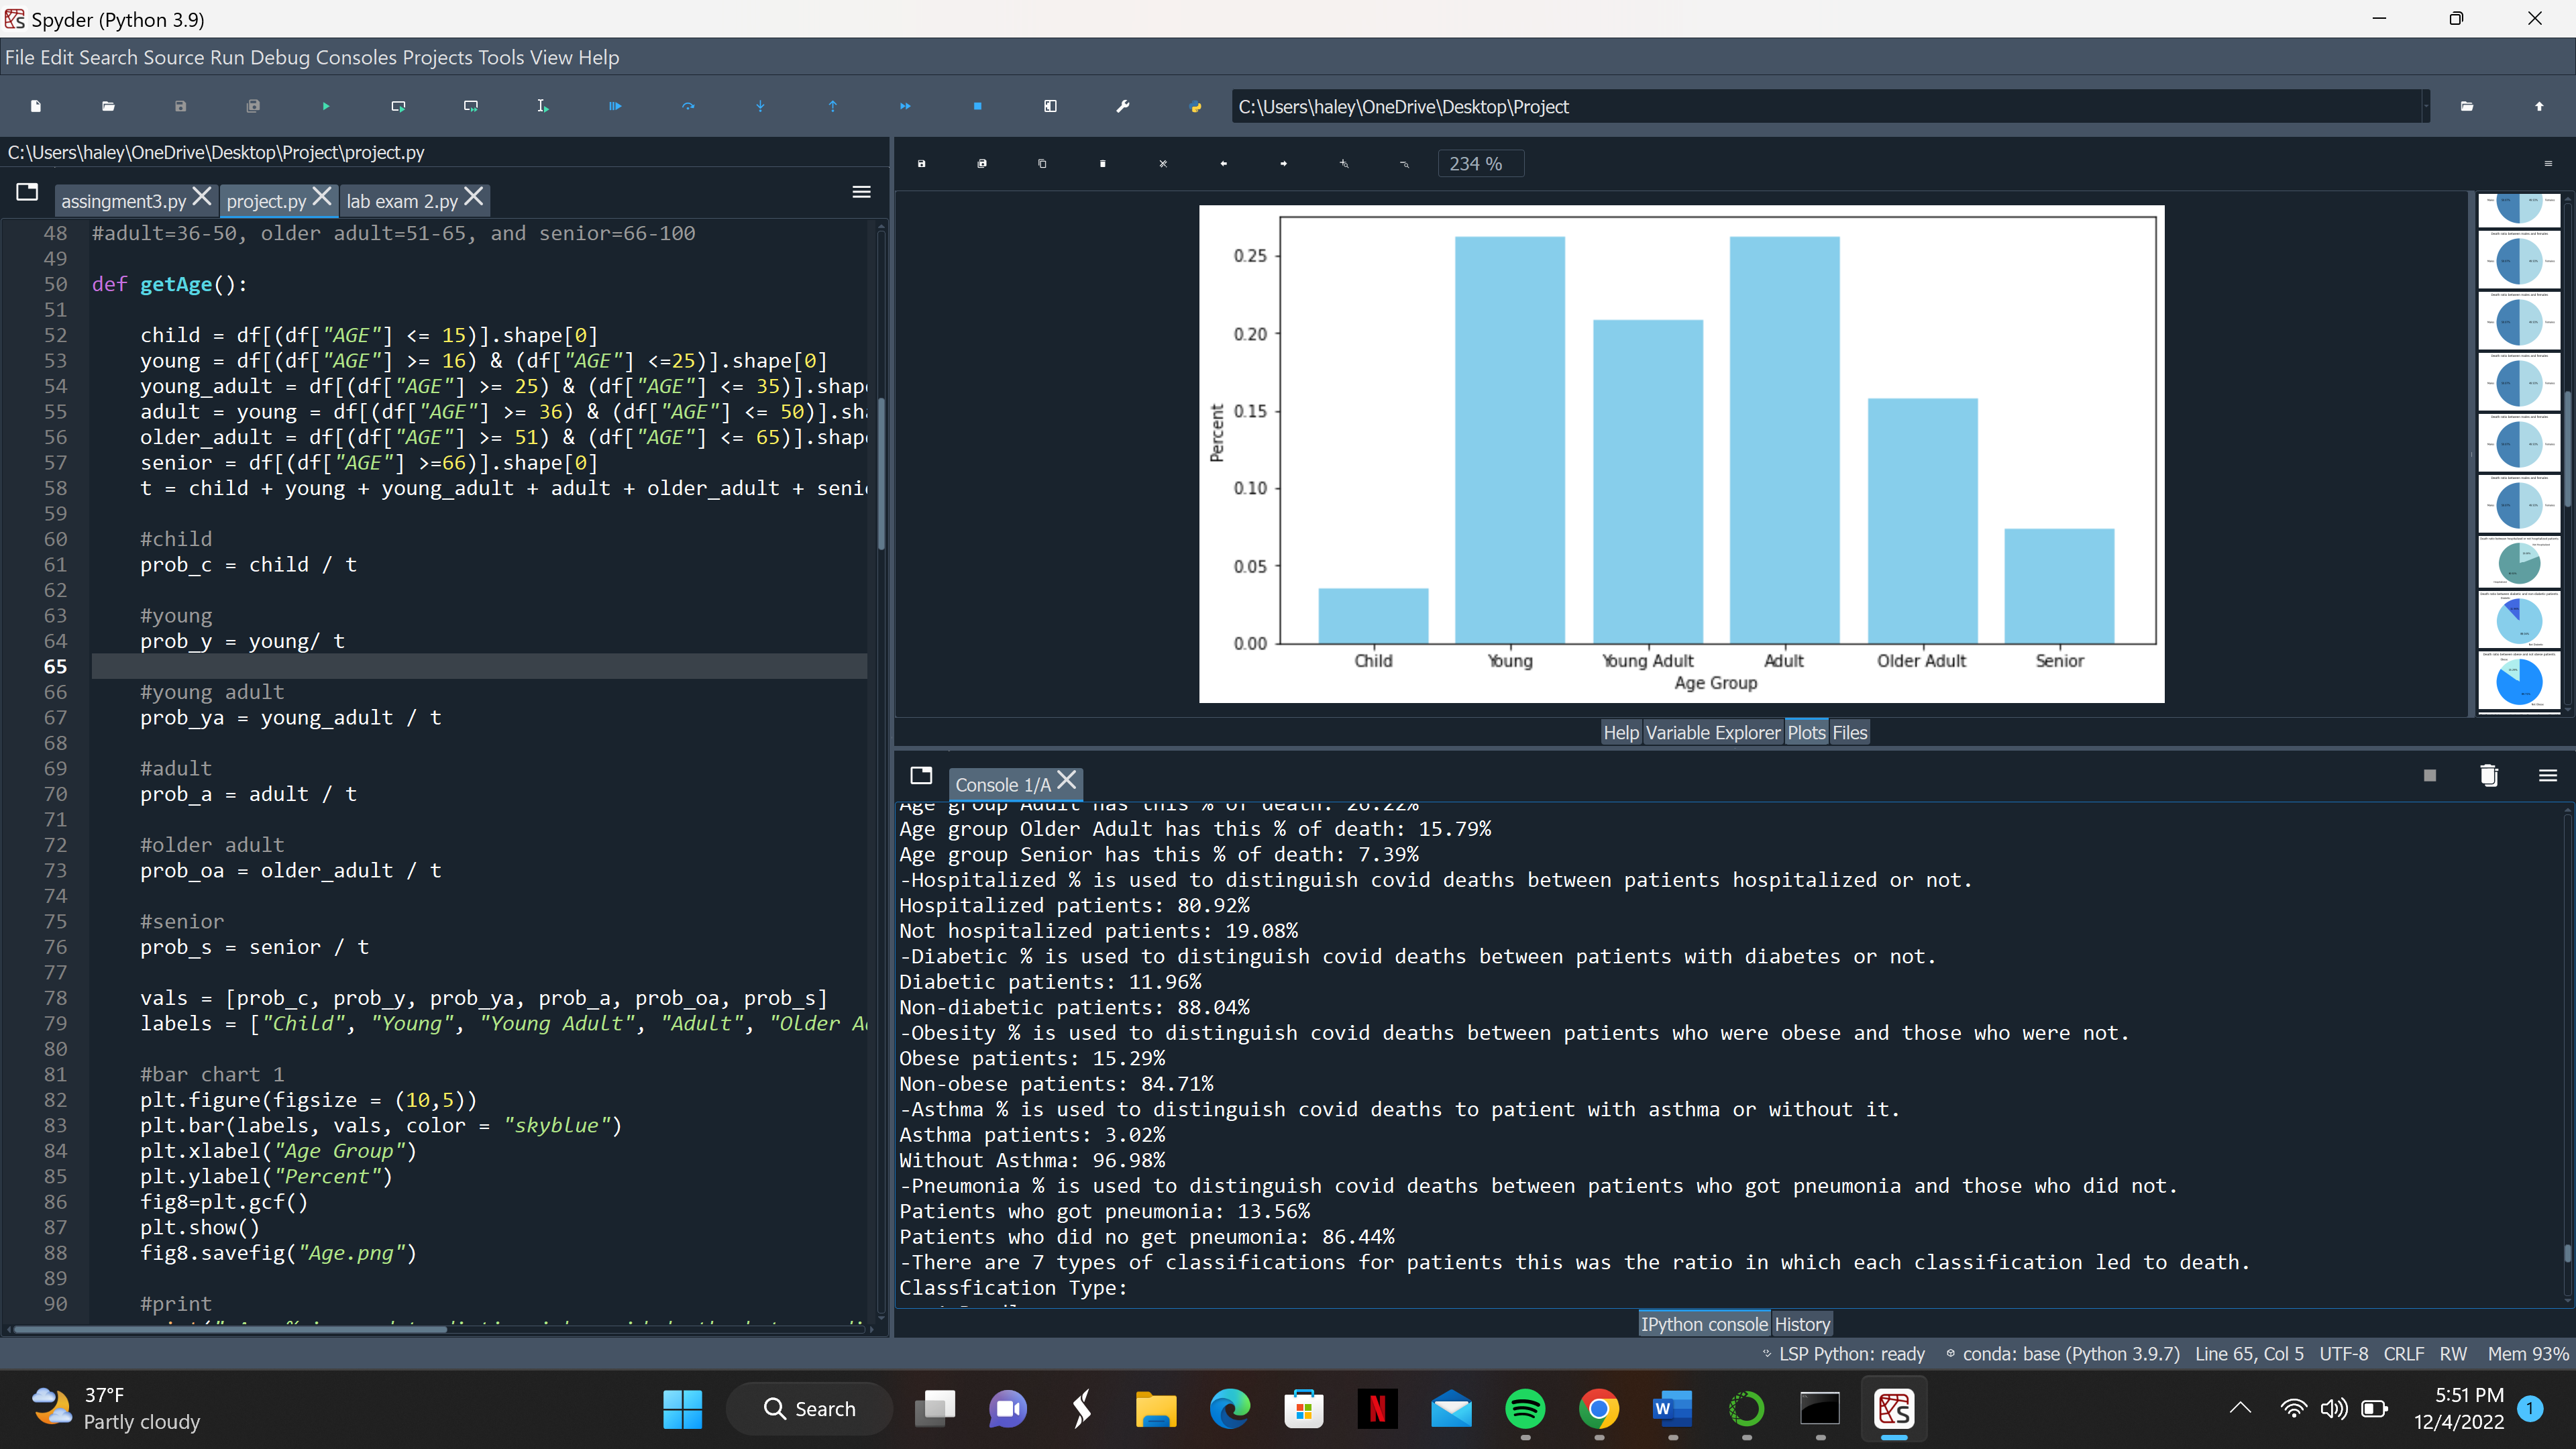 Spyder (Python 3.9)
File Edit Search Source Run Debug Consoles Projects Tools View Help
C:\Users\haley\OneDrive\Desktop\Project
C:\Users\haley\OneDrive\Desktop\Project\project.py
assingment3.py
project.py
lab exam 2.py
48 #adult=36-50, older adult=51-65, and senior=66-100
49
50 def getAge():
51
52 child = df[(df["AGE"] <= 15)].shape[0]
53 young = df[(df["AGE"] >= 16) & (df["AGE"] <=25)].shape[0]
54 young_adult = df[(df["AGE"] >= 25) & (df["AGE"] <= 35)].shap
55 adult = young = df[(df["AGE"] >= 36) & (df["AGE"] <= 50)].sh
56 older_adult = df[(df["AGE"] >= 51) & (df["AGE"] <= 65)].shap
57 senior = df[(df["AGE"] >=66)].shape[0]
58 t = child + young + young_adult + adult + older_adult + seni
59
60 #child
61 prob_c = child / t
62
63 #young
64 prob_y = young/ t
65
66 #young adult
67 prob_ya = young_adult / t
68
69 #adult
70 prob_a = adult / t
71
72 #older adult
73 prob_oa = older_adult / t
74
75 #senior
76 prob_s = senior / t
77
78 vals = [prob_c, prob_y, prob_ya, prob_a, prob_oa, prob_s]
79 labels = ["Child", "Young", "Young Adult", "Adult", "Older A
80
81 #bar chart 1
82 plt.figure(figsize = (10,5))
83 plt.bar(labels, vals, color = "skyblue")
84 plt.xlabel("Age Group")
85 plt.ylabel("Percent")
86 fig8=plt.gcf()
87 plt.show()
88 fig8.savefig("Age.png")
89
90 #print
234 %
0.25
0.20
0.15
0.10
0.05
0.00
Percent
Child Young Young Adult Adult Older Adult Senior
Age Group
Help Variable Explorer Plots Files
Console 1/A
Age group Adult has this % of death: 26.22%
Age group Older Adult has this % of death: 15.79%
Age group Senior has this % of death: 7.39%
-Hospitalized % is used to distinguish covid deaths between patients hospitalized or not.
Hospitalized patients: 80.92%
Not hospitalized patients: 19.08%
-Diabetic % is used to distinguish covid deaths between patients with diabetes or not.
Diabetic patients: 11.96%
Non-diabetic patients: 88.04%
-Obesity % is used to distinguish covid deaths between patients who were obese and those who were not.
Obese patients: 15.29%
Non-obese patients: 84.71%
-Asthma % is used to distinguish covid deaths to patient with asthma or without it.
Asthma patients: 3.02%
Without Asthma: 96.98%
-Pneumonia % is used to distinguish covid deaths between patients who got pneumonia and those who did not.
Patients who got pneumonia: 13.56%
Patients who did no get pneumonia: 86.44%
-There are 7 types of classifications for patients this was the ratio in which each classification led to death.
Classfication Type:
IPython console History
LSP Python: ready conda: base (Python 3.9.7) Line 65, Col 5 UTF-8 CRLF RW Mem 93%
37°F
Partly cloudy
Search
5:51 PM
12/4/2022
1